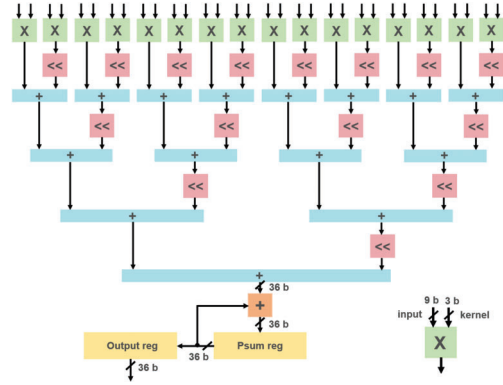 X X X X X X X X X X X X X X X X
<< << << << << << << <<
+ + + + + + + +
<< << << <<
+ + + +
<< <<
+ +
<<
+
36 b
+
36 b
9 b 3 b
input kernel
X
Output reg 36 b Psum reg
36 b